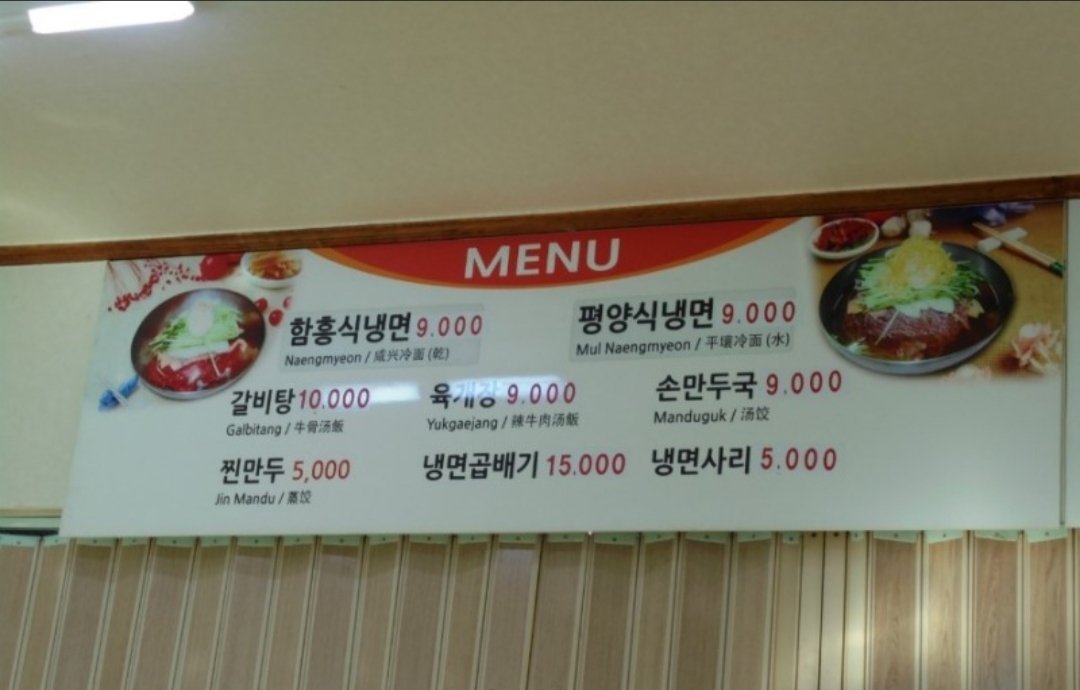 MENU
함흥식냉면 9.000
Naengmyeon / 咸兴冷面 (乾)
평양식냉면 9.000
Mul Naengmyeon / 平壤冷面 (水)
갈비탕 10.000
Galbitang / 牛骨汤飯
육개장 9.000
Yukgaejang / 辣牛肉汤飯
손만두국 9.000
Manduguk / 汤饺
찐만두 5,000
Jin Mandu / 蒸饺
냉면곱배기 15.000
냉면사리 5.000